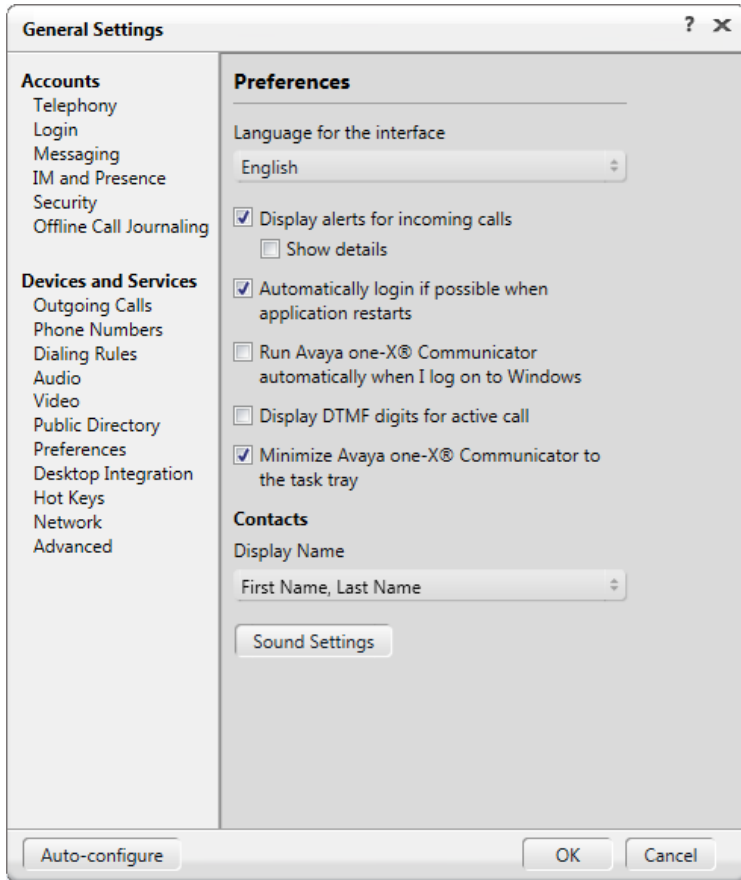 General Settings
?
Accounts
Telephony
Login
Messaging
IM and Presence
Security
Offline Call Journaling
Devices and Services
Outgoing Calls
Phone Numbers
Dialing Rules
Audio
Video
Public Directory
Preferences
Desktop Integration
Hot Keys
Network
Advanced
Preferences
Language for the interface
English
Display alerts for incoming calls
Show details
Automatically login if possible when
application restarts
Run Avaya one-X® Communicator
automatically when I log on to Windows
Display DTMF digits for active call
Minimize Avaya one-X® Communicator to
the task tray
Contacts
Display Name
First Name, Last Name
Sound Settings
Auto-configure
OK
Cancel